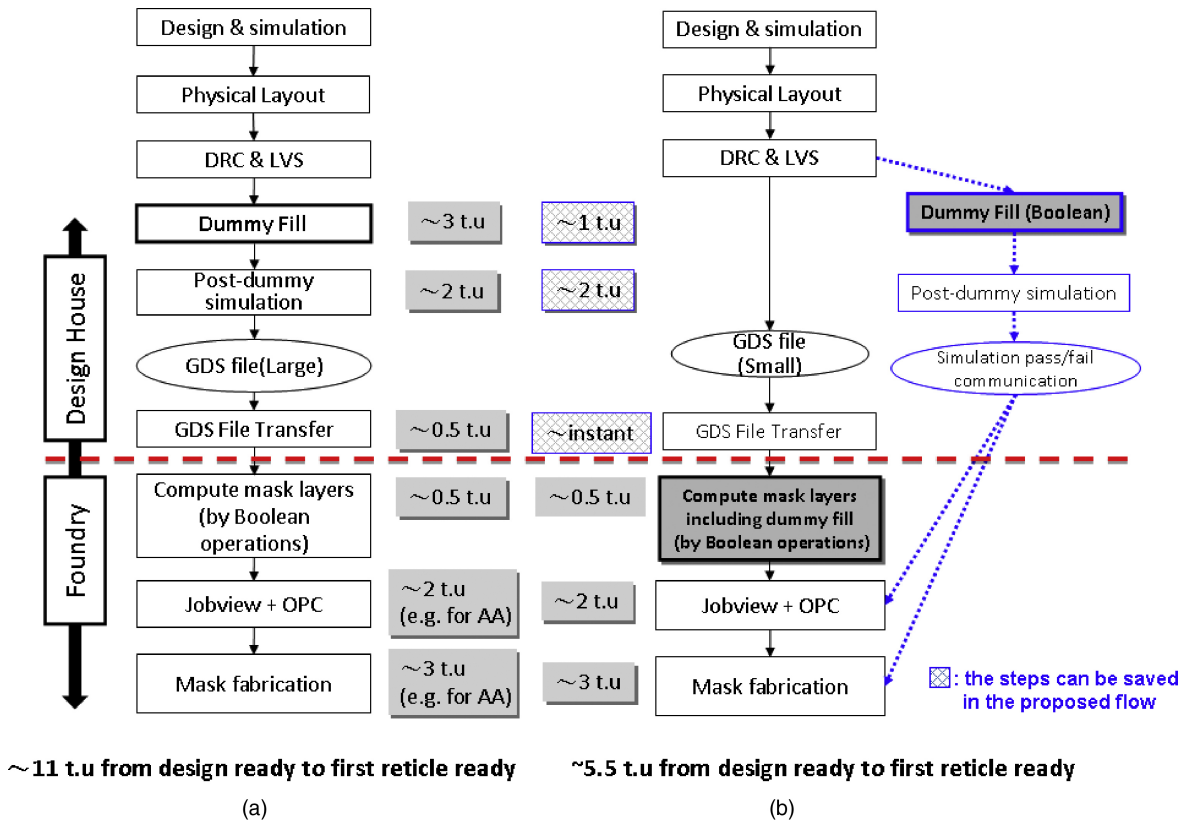 Design & simulation
Physical Layout
DRC & LVS
Dummy Fill
Post-dummy
simulation
GDS file(Large)
GDS File Transfer
Compute mask layers
(by Boolean
operations)
Jobview + OPC
Mask fabrication
Design House
Foundry
~3 t.u
~2 t.u
~0.5 t.u
~0.5 t.u
~2 t.u
(e.g. for AA)
~3 t.u
(e.g. for AA)
~1 t.u
~2 t.u
~instant
~0.5 t.u
~2 t.u
~3 t.u
Design & simulation
Physical Layout
DRC & LVS
GDS file
(Small)
GDS File Transfer
Compute mask layers
including dummy fill
(by Boolean operations)
Jobview + OPC
Mask fabrication
Dummy Fill (Boolean)
Post-dummy simulation
Simulation pass/fail
communication
: the steps can be saved
in the proposed flow
~11 t.u from design ready to first reticle ready
~5.5 t.u from design ready to first reticle ready
(a)
(b)